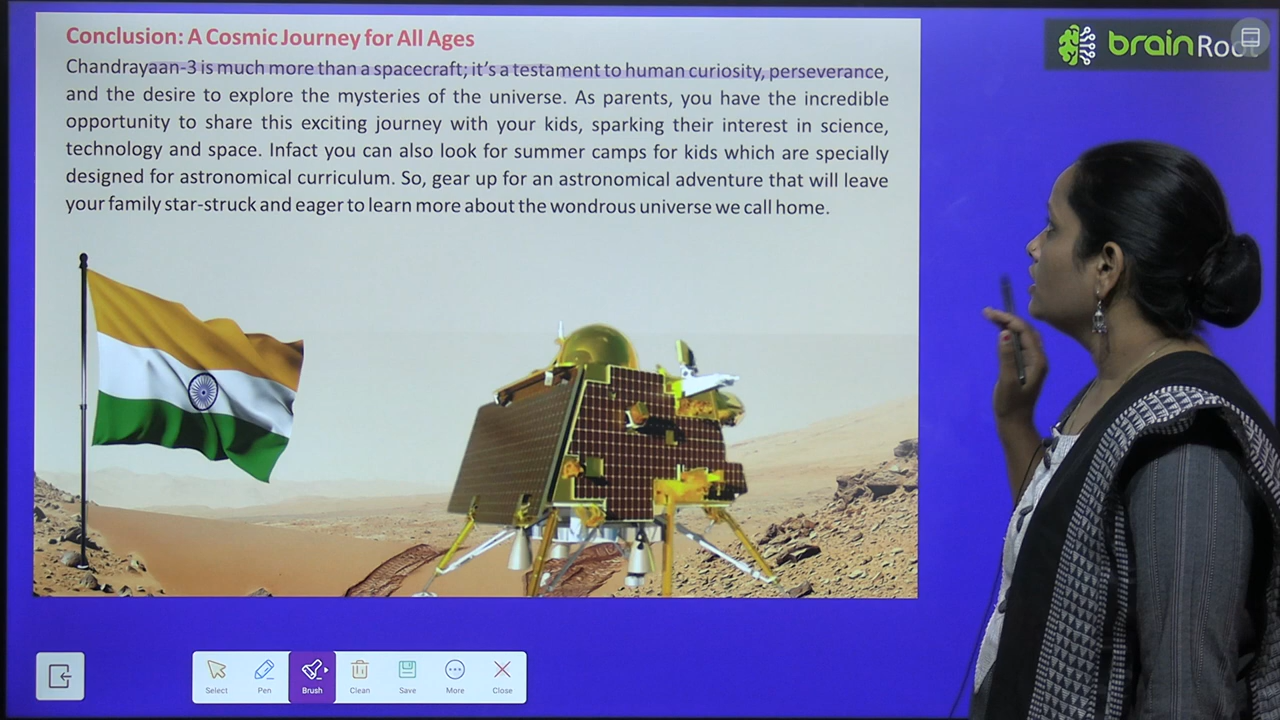 Conclusion: A Cosmic Journey for All Ages
Chandrayaan-3 is much more than a spacecraft; it's a testament to human curiosity, perseverance,
and the desire to explore the mysteries of the universe. As parents, you have the incredible
opportunity to share this exciting journey with your kids, sparking their interest in science,
technology and space. Infact you can also look for summer camps for kids which are specially
designed for astronomical curriculum. So, gear up for an astronomical adventure that will leave
your family star-struck and eager to learn more about the wondrous universe we call home.
brainRoot
Select Pen Brush Clean Save More Close